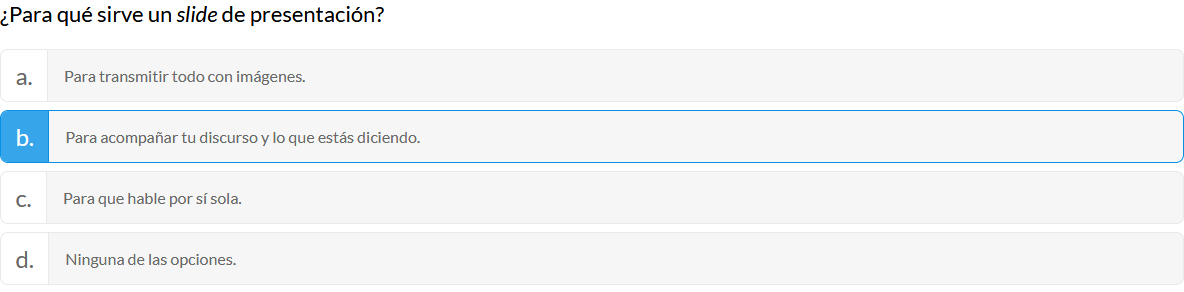 ¿Para qué sirve un slide de presentación?
a. Para transmitir todo con imágenes.
b. Para acompañar tu discurso y lo que estás diciendo.
c. Para que hable por sí sola.
d. Ninguna de las opciones.